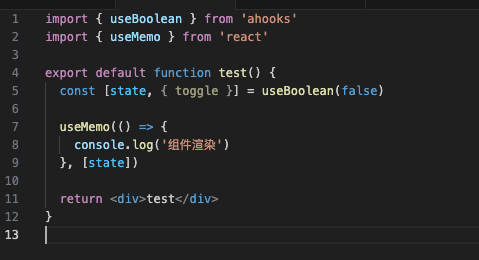 1 import { useBoolean } from 'ahooks'
2 import { useMemo } from 'react'
3
4 export default function test() {
5   const [state, { toggle }] = useBoolean(false)
6
7   useMemo(() => {
8     console.log('组件渲染')
9   }, [state])
10
11   return <div>test</div>
12 }
13